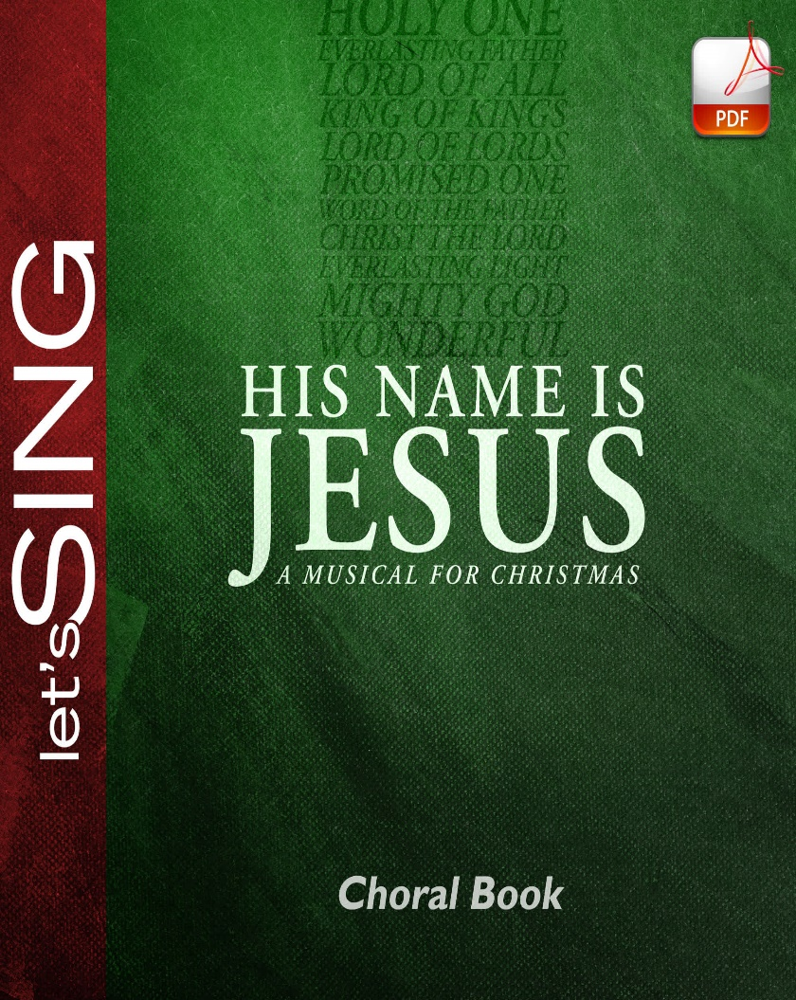 HOLY ONE
EVERLASTING FATHER
LORD OF ALL
KING OF KINGS
LORD OF LORDS
PROMISED ONE
WORD OF THE FATHER
CHRIST THE LORD
EVERLASTING LIGHT
MIGHTY GOD
WONDERFUL
HIS NAME IS
JESUS
A MUSICAL FOR CHRISTMAS
Choral Book
let'sSING
PDF